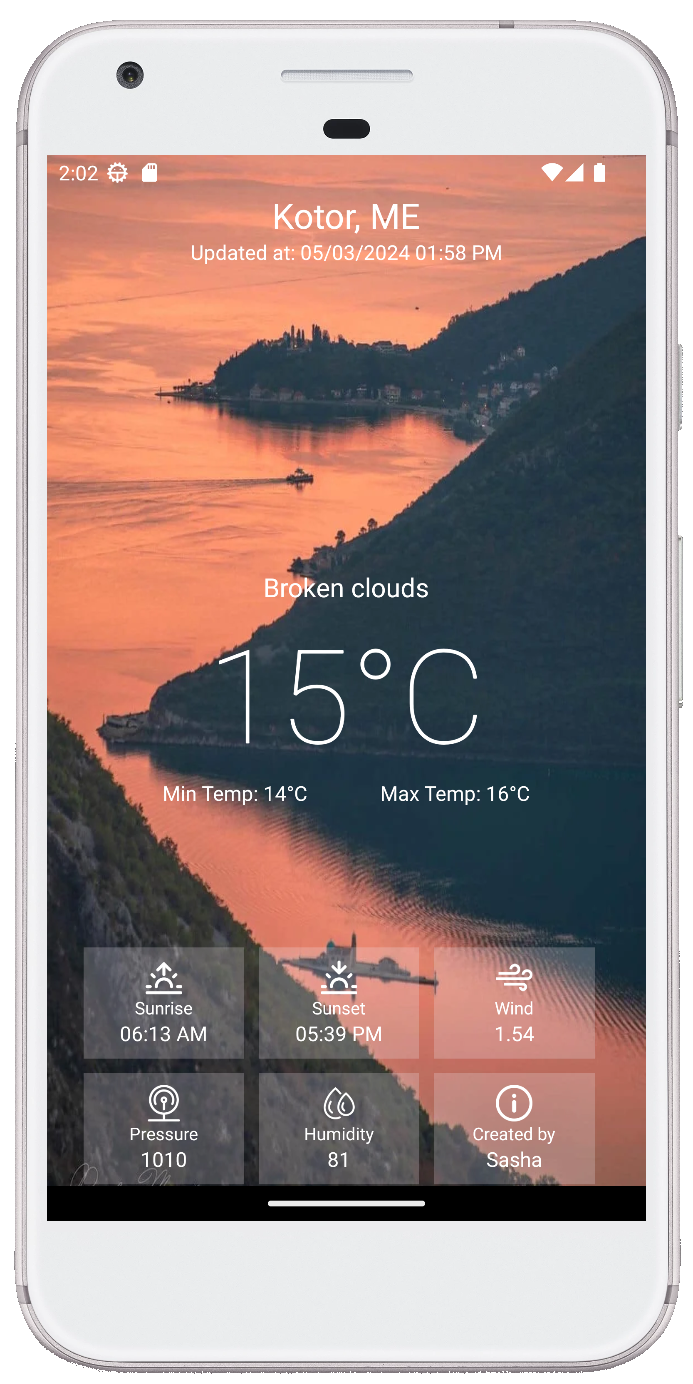 2:02
Kotor, ME
Updated at: 05/03/2024 01:58 PM
Broken clouds
15°C
Min Temp: 14°C Max Temp: 16°C
Sunrise Sunset Wind
06:13 AM 05:39 PM 1.54
Pressure Humidity Created by
1010 81 Sasha